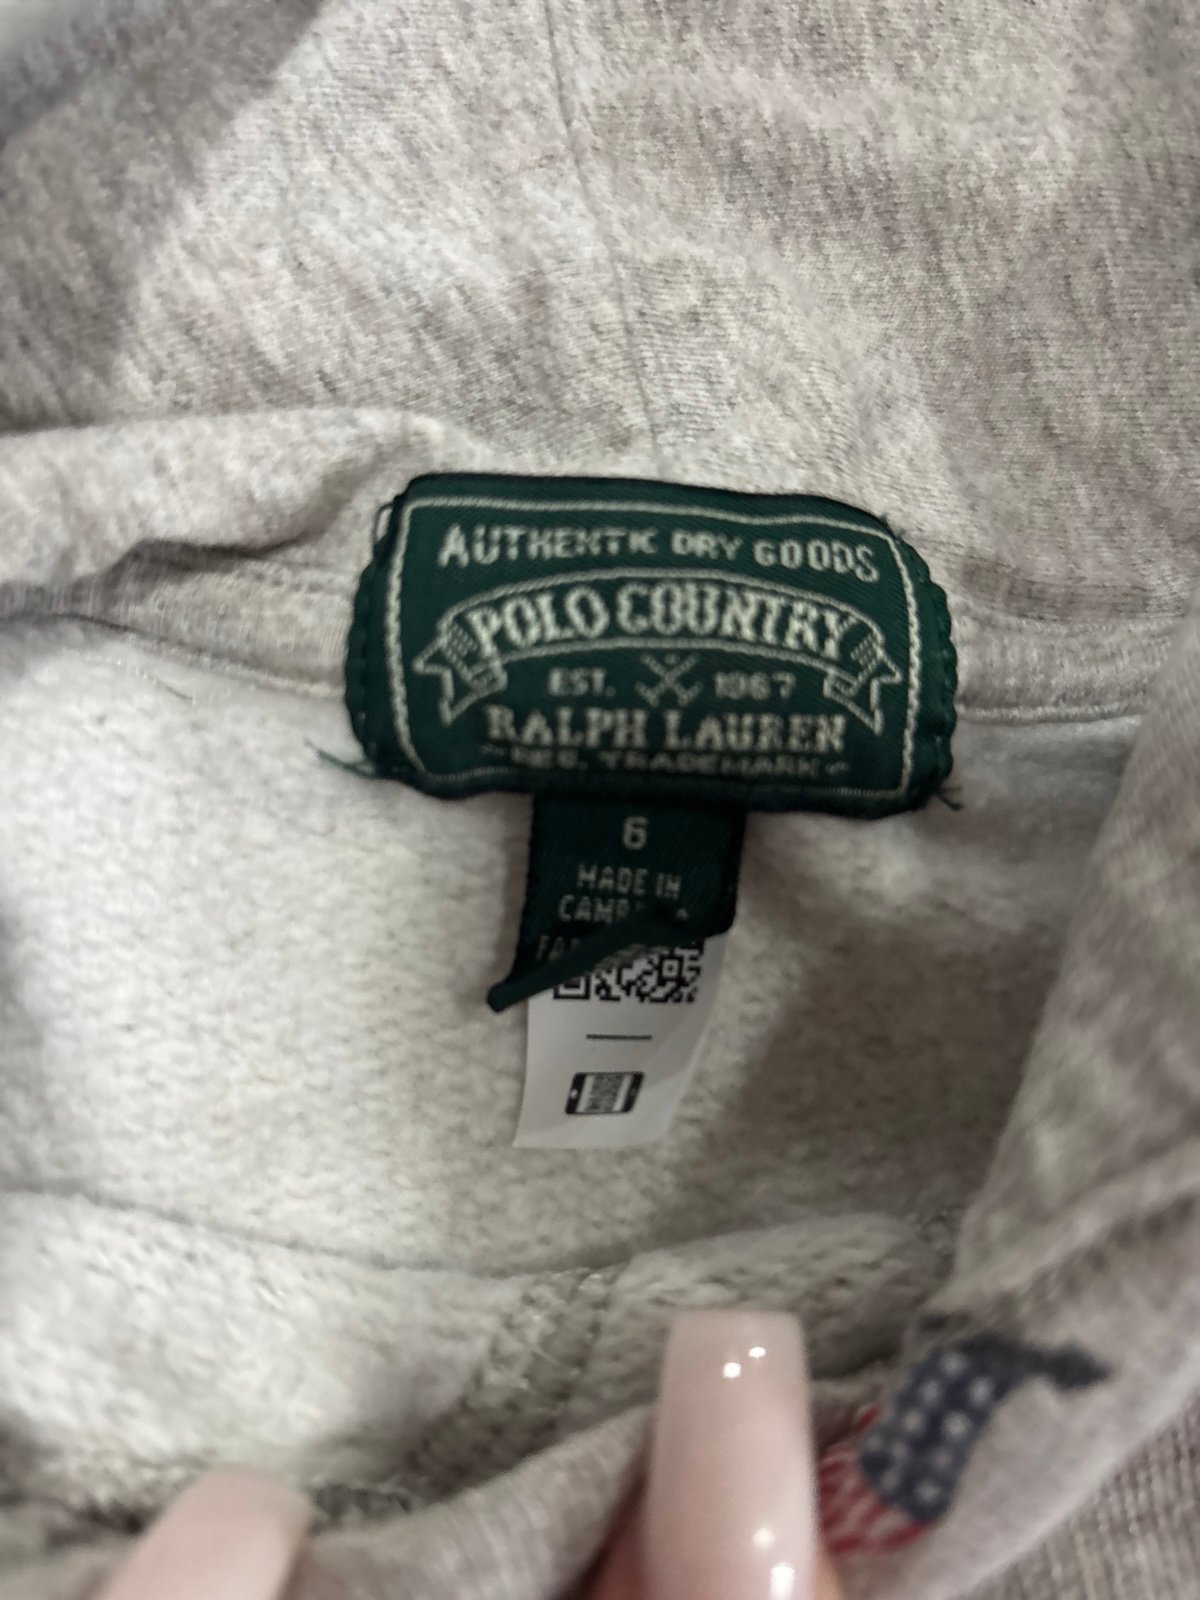 AUTHENTIC DRY GOODS
POLO COUNTRY
EST. 1967
RALPH LAUREN
REG. TRADEMARK
6
MADE IN